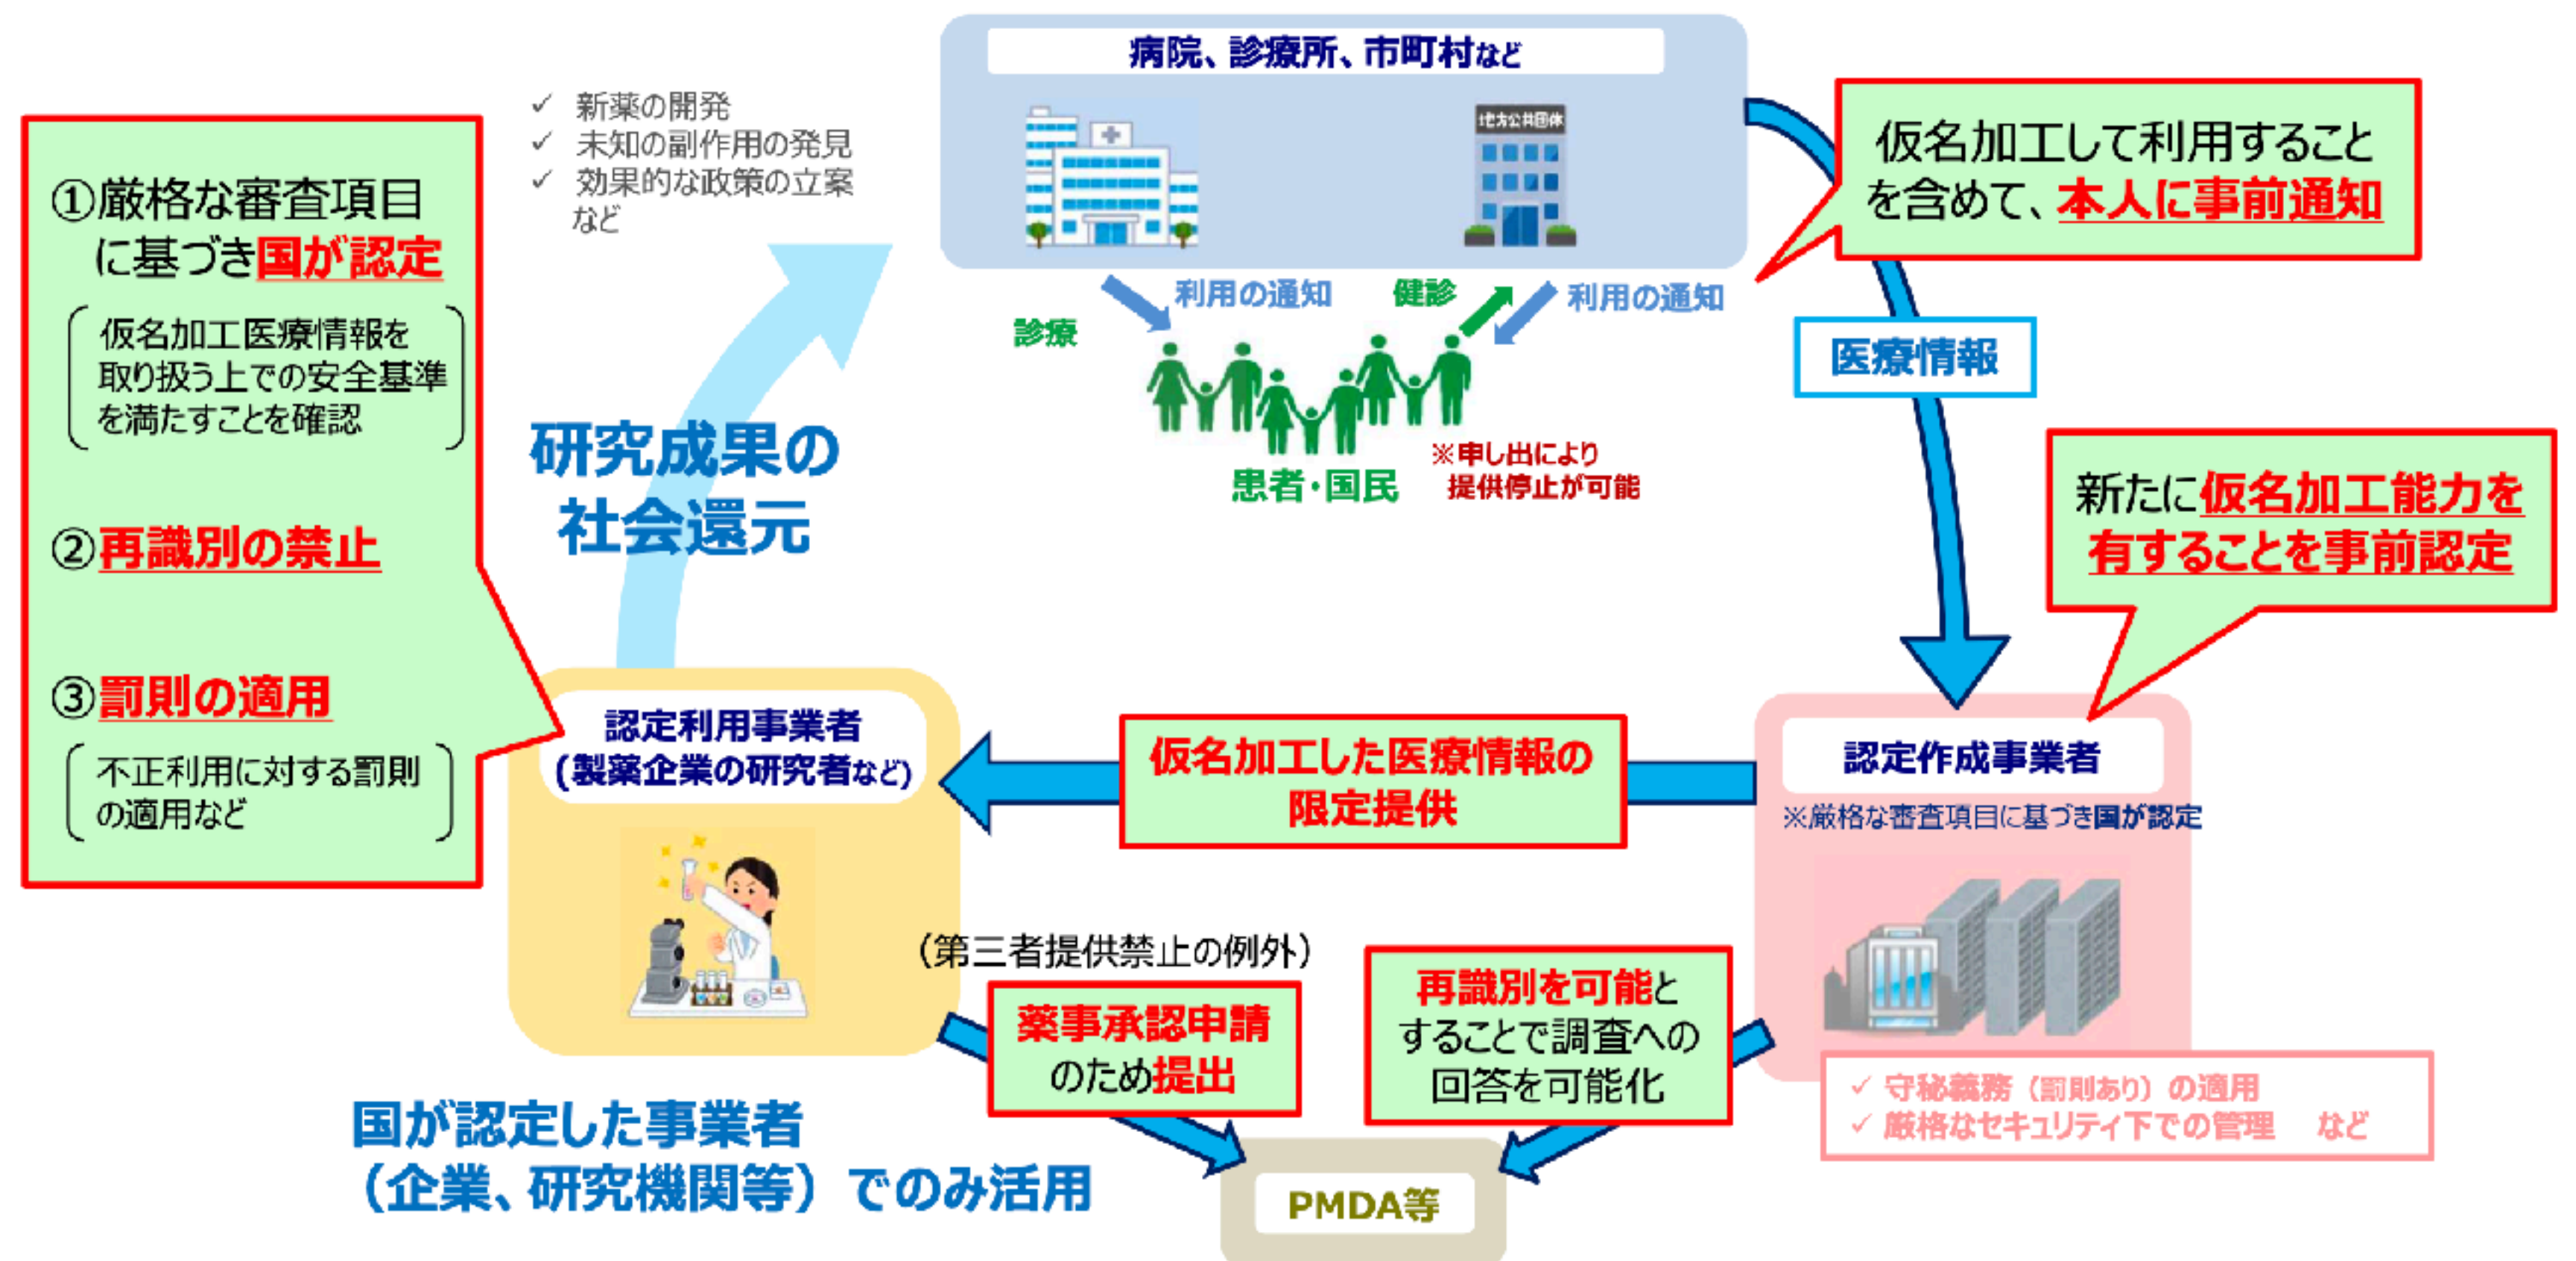 病院、診療所、市町村など
地方公共団体
✓ 新薬の開発
✓ 未知の副作用の発見
✓ 効果的な政策の立案
など
仮名加工して利用すること
を含めて、本人に事前通知
①厳格な審査項目
に基づき国が認定
仮名加工医療情報を
取り扱う上での安全基準
を満たすことを確認
②再識別の禁止
③罰則の適用
不正利用に対する罰則
の適用など
利用の通知
健診
利用の通知
診療
医療情報
患者・国民
※申し出により
提供停止が可能
研究成果の
社会還元
新たに仮名加工能力を
有することを事前認定
認定利用事業者
(製薬企業の研究者など)
仮名加工した医療情報の
限定提供
認定作成事業者
※厳格な審査項目に基づき国が認定
（第三者提供禁止の例外）
薬事承認申請
のため提出
再識別を可能と
することで調査への
回答を可能化
✓ 守秘義務（罰則あり）の適用
✓ 厳格なセキュリティ下での管理 など
国が認定した事業者
（企業、研究機関等）でのみ活用
PMDA等